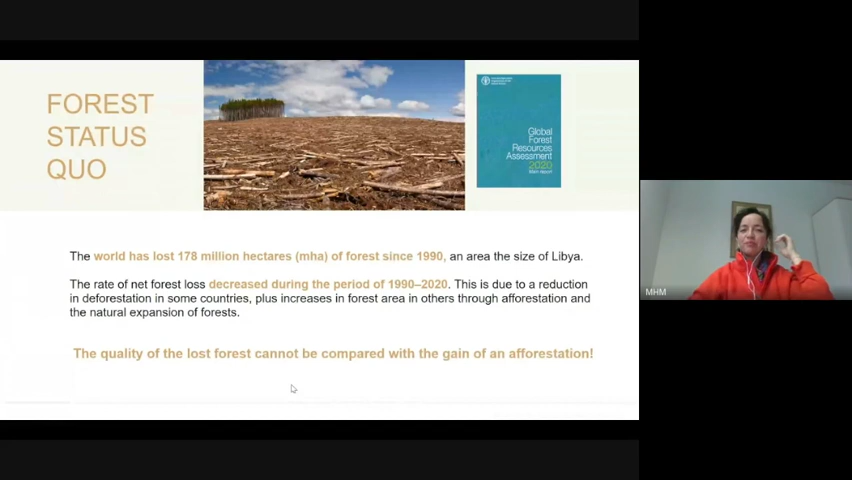 FOREST
STATUS
QUO
Global
Forest
Resources
Assessment
2020
Main report
The world has lost 178 million hectares (mha) of forest since 1990, an area the size of Libya.
The rate of net forest loss decreased during the period of 1990–2020. This is due to a reduction
in deforestation in some countries, plus increases in forest area in others through afforestation and
the natural expansion of forests.
The quality of the lost forest cannot be compared with the gain of an afforestation!
MHM